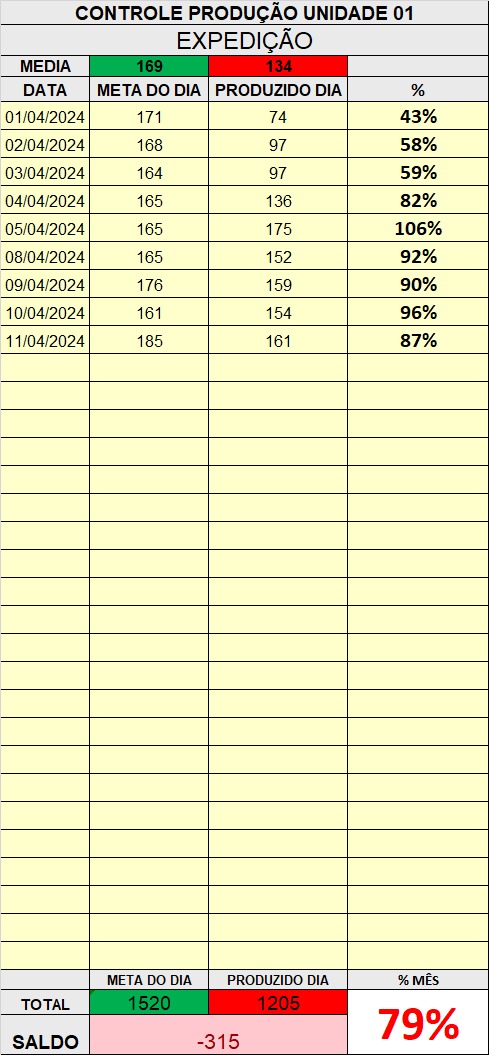 CONTROLE PRODUÇÃO UNIDADE 01
EXPEDIÇÃO
MEDIA 169 134
DATA META DO DIA PRODUZIDO DIA %
01/04/2024 171 74 43%
02/04/2024 168 97 58%
03/04/2024 164 97 59%
04/04/2024 165 136 82%
05/04/2024 165 175 106%
08/04/2024 165 152 92%
09/04/2024 176 159 90%
10/04/2024 161 154 96%
11/04/2024 185 161 87%
META DO DIA PRODUZIDO DIA % MÊS
TOTAL 1520 1205 79%
SALDO -315